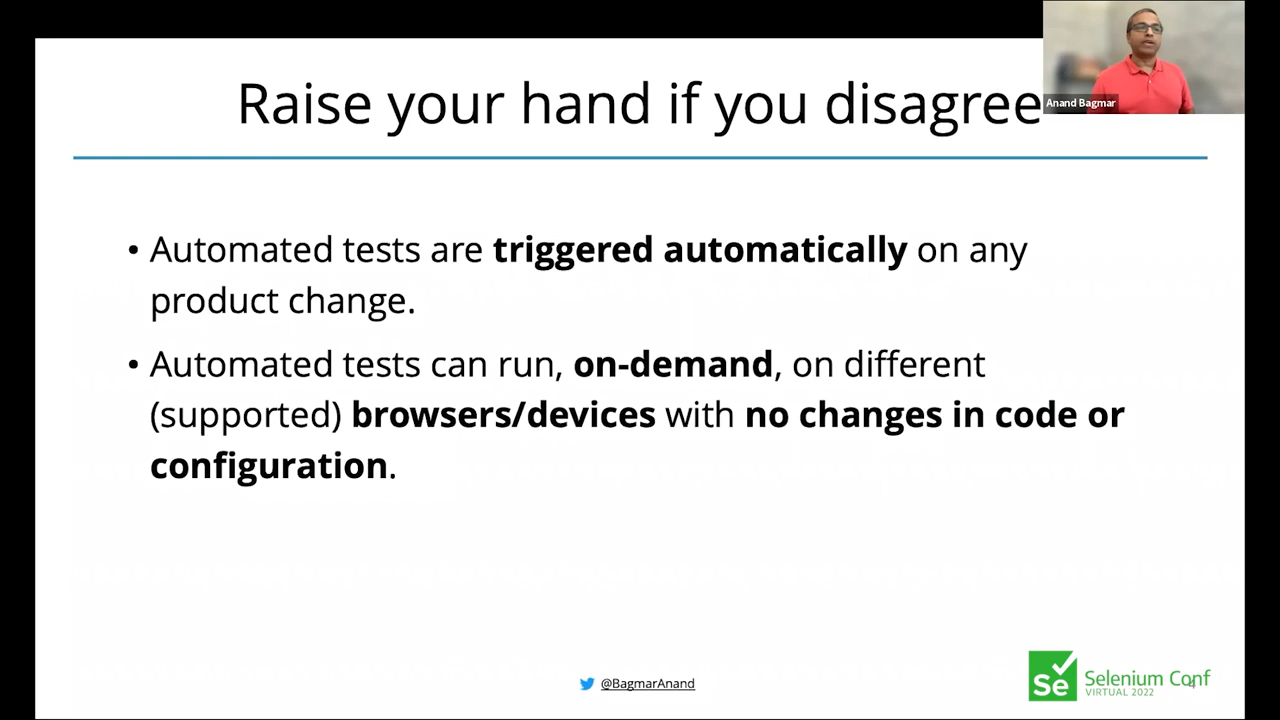 Raise your hand if you disagree
Anand Bagmar
• Automated tests are triggered automatically on any
product change.
• Automated tests can run, on-demand, on different
(supported) browsers/devices with no changes in code or
configuration.
@BagmarAnand
Se
Selenium Conf
VIRTUAL 2022
4